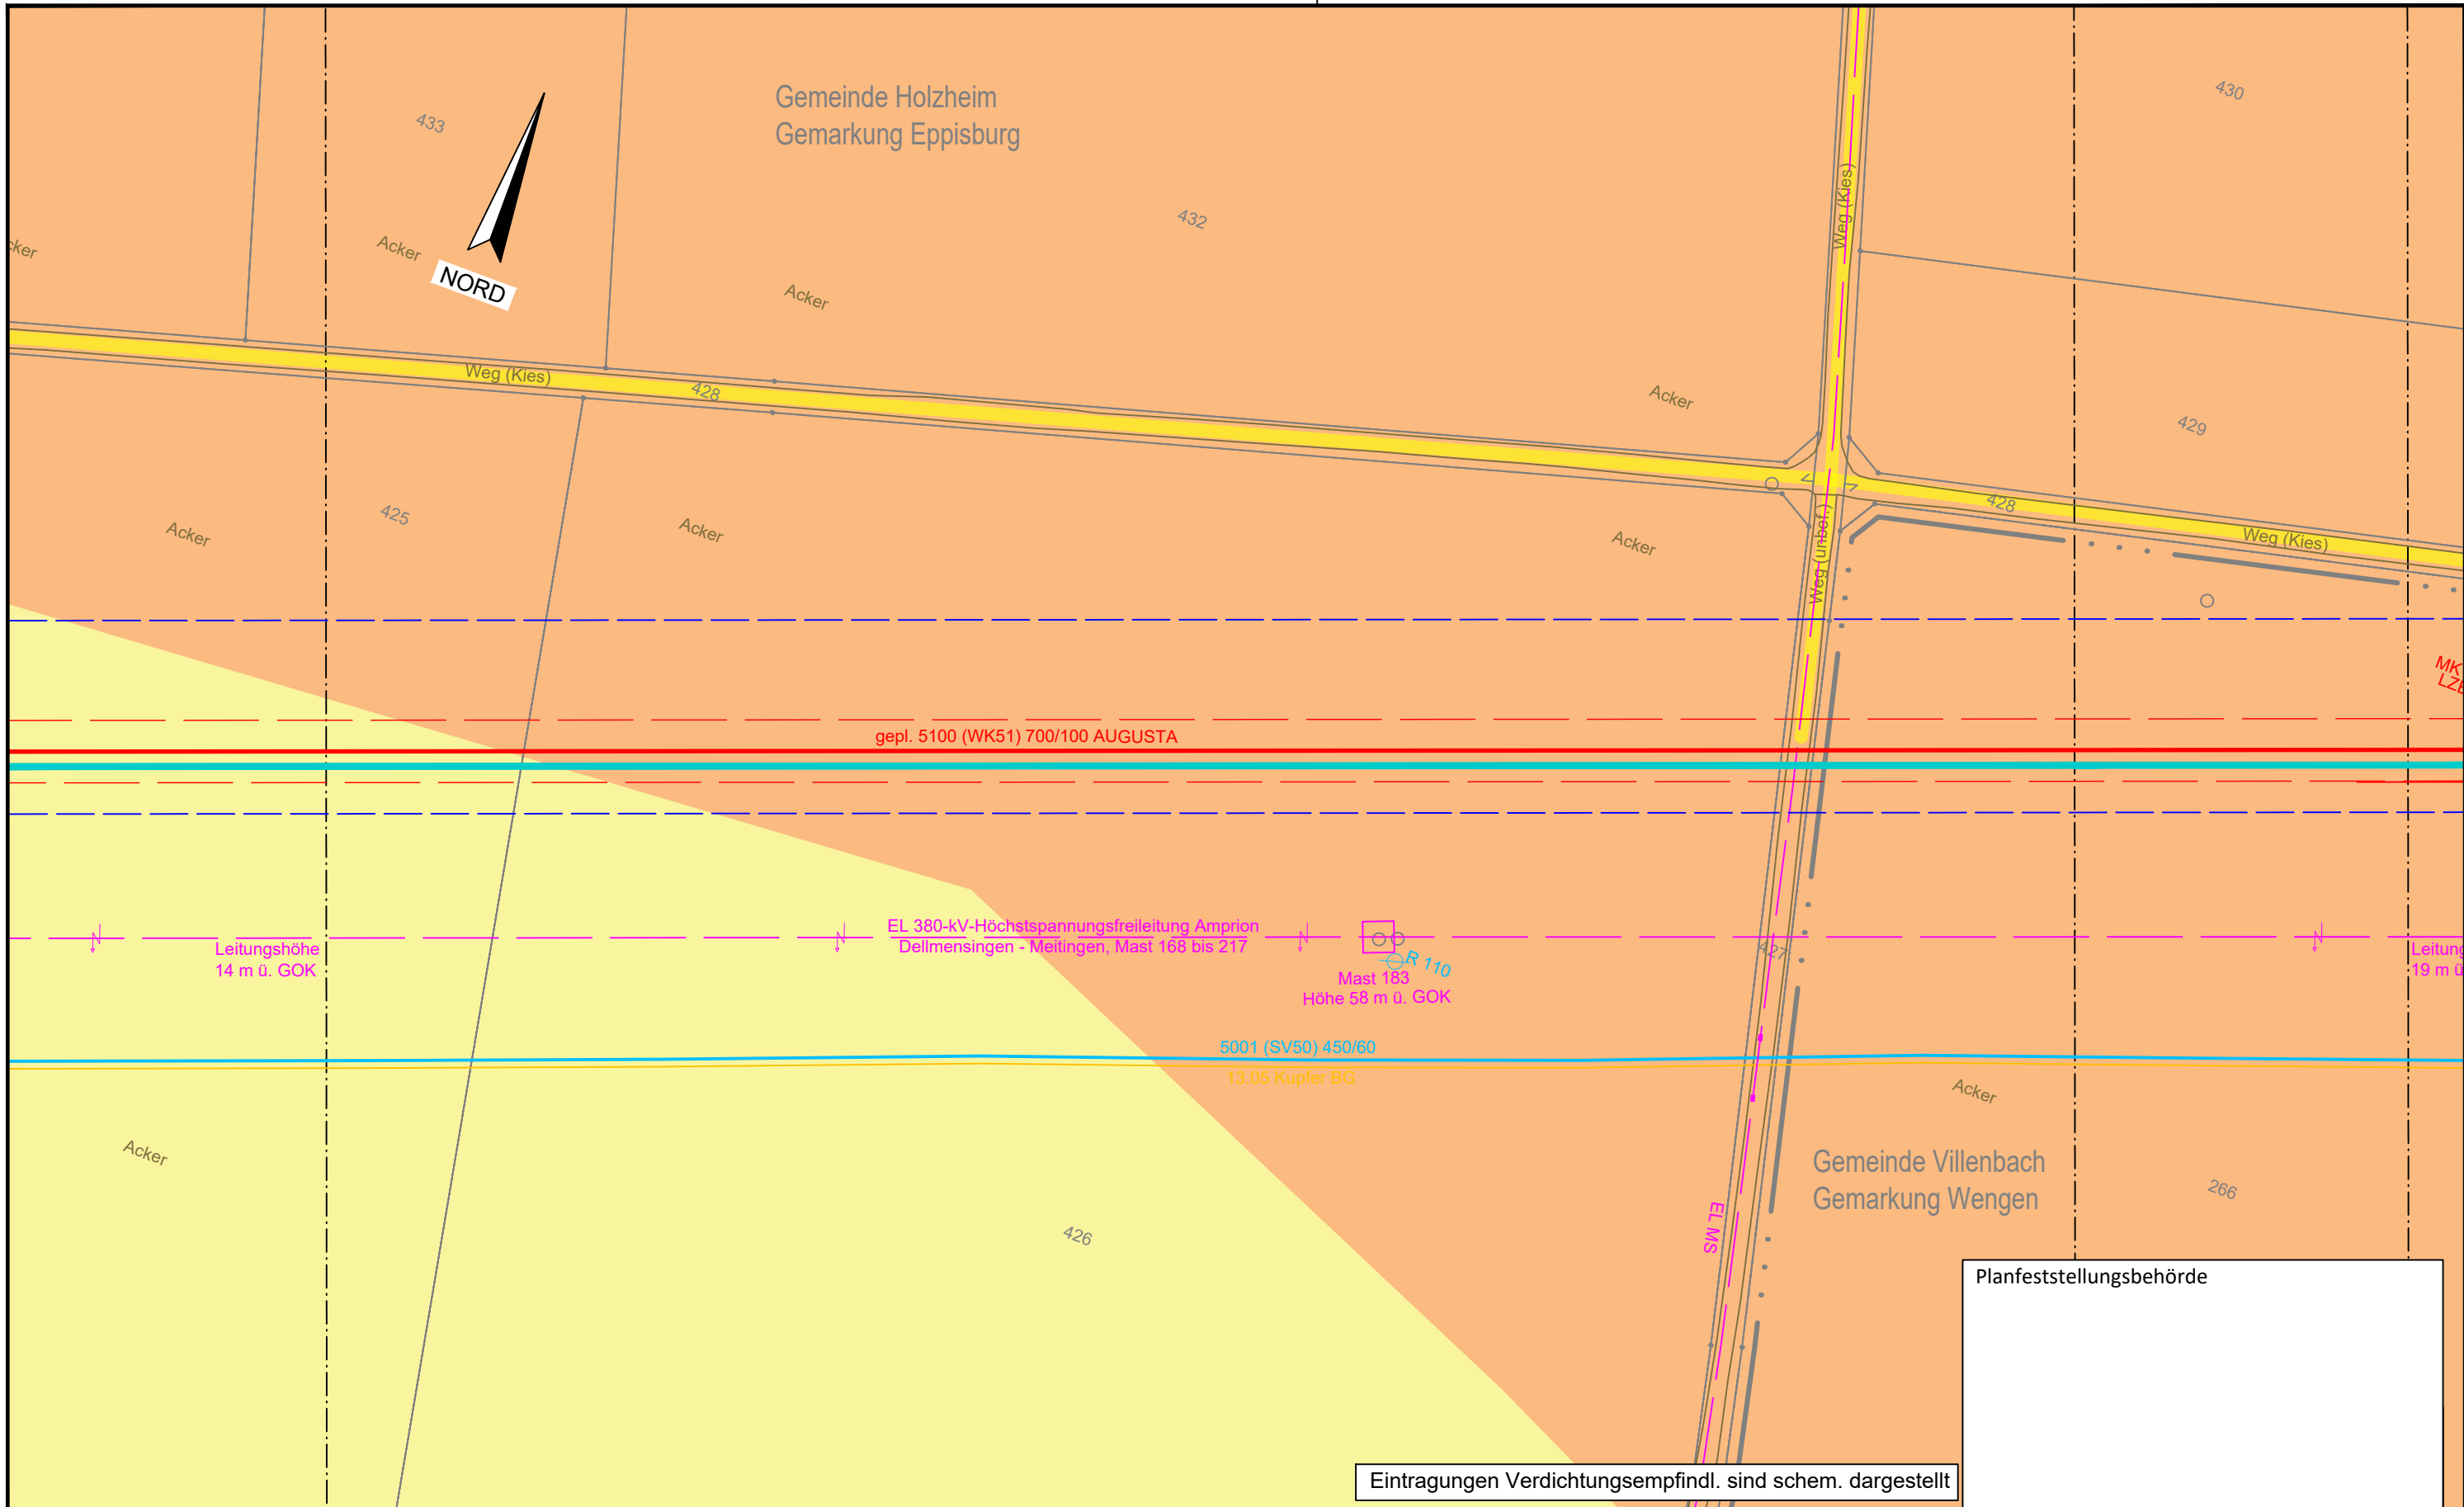 Gemeinde Holzheim
Gemarkung Eppisburg
430
433
432
Acker
NORD
Acker
Weg (Kies)
Weg (Kies)
428
Acker
429
425
Acker
Acker
Acker
428
Weg (Kies)
Weg (unbef.)
gepl. 5100 (WK51) 700/100 AUGUSTA
EL 380-kV-Höchstspannungsfreileitung Amprion
Dellmensingen - Meitingen, Mast 168 bis 217
Leitungshöhe
14 m ü. GOK
R 110
Mast 183
Höhe 58 m ü. GOK
427
19 m ü
5001 (SV50) 450/60
13.05 Kupfer BG
Acker
Acker
Gemeinde Villenbach
Gemarkung Wengen
266
426
EL MS
Planfeststellungsbehörde
Eintragungen Verdichtungsempfindl. sind schem. dargestellt